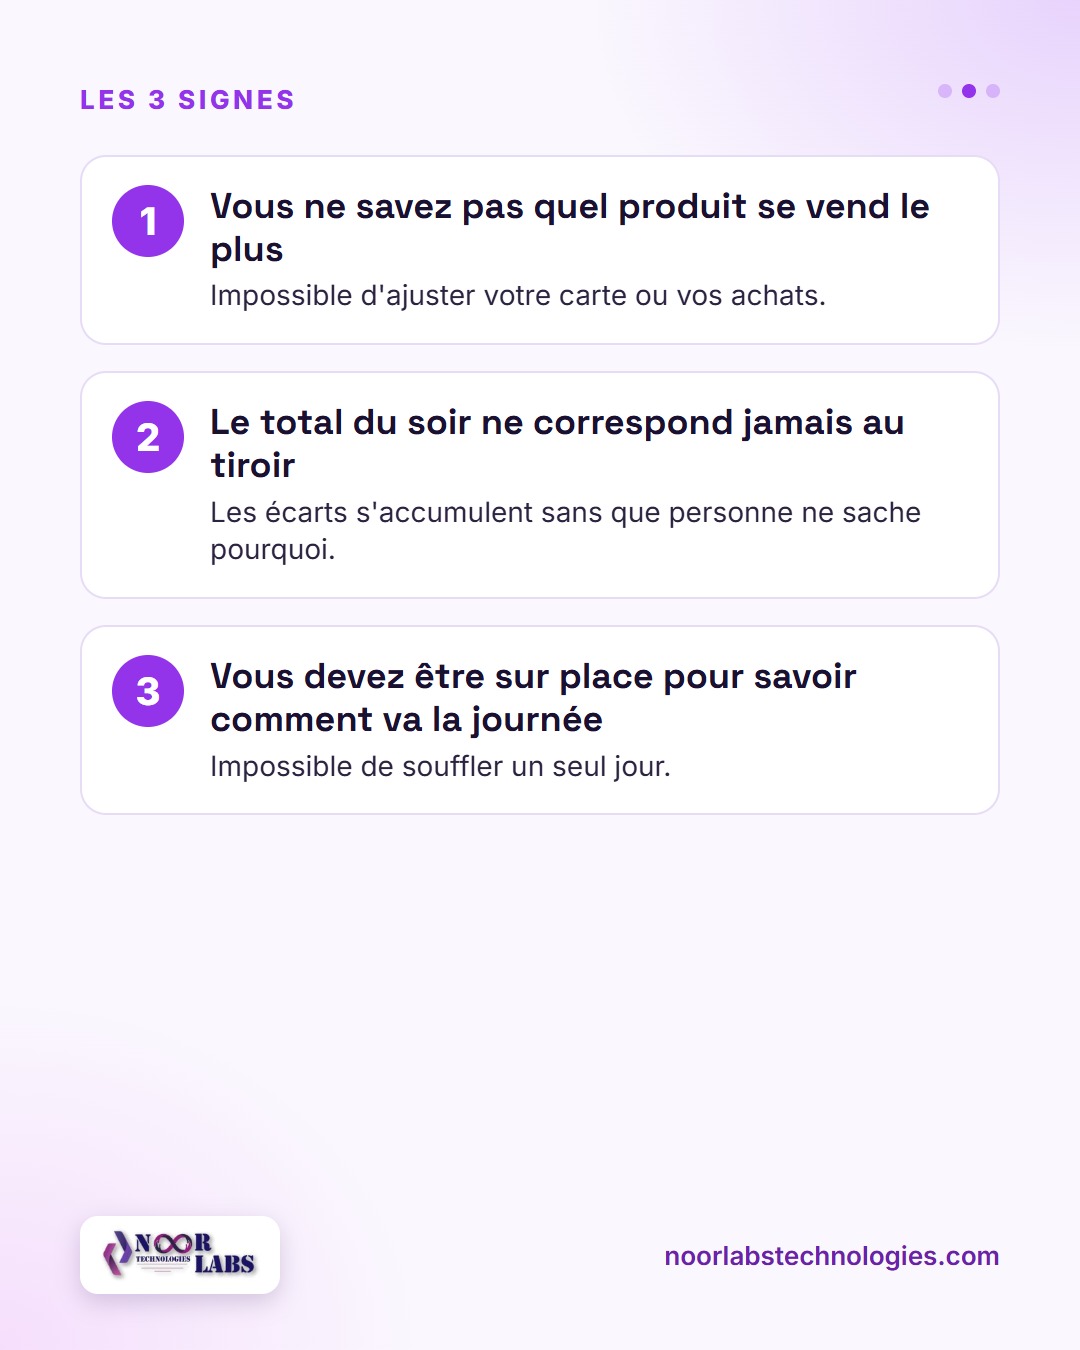 LES 3 SIGNES
1
Vous ne savez pas quel produit se vend le
plus
Impossible d'ajuster votre carte ou vos achats.
2
Le total du soir ne correspond jamais au
tiroir
Les écarts s'accumulent sans que personne ne sache
pourquoi.
3
Vous devez être sur place pour savoir
comment va la journée
Impossible de souffler un seul jour.
NOOR
TECHNOLOGIES
LABS
noorlabstechnologies.com